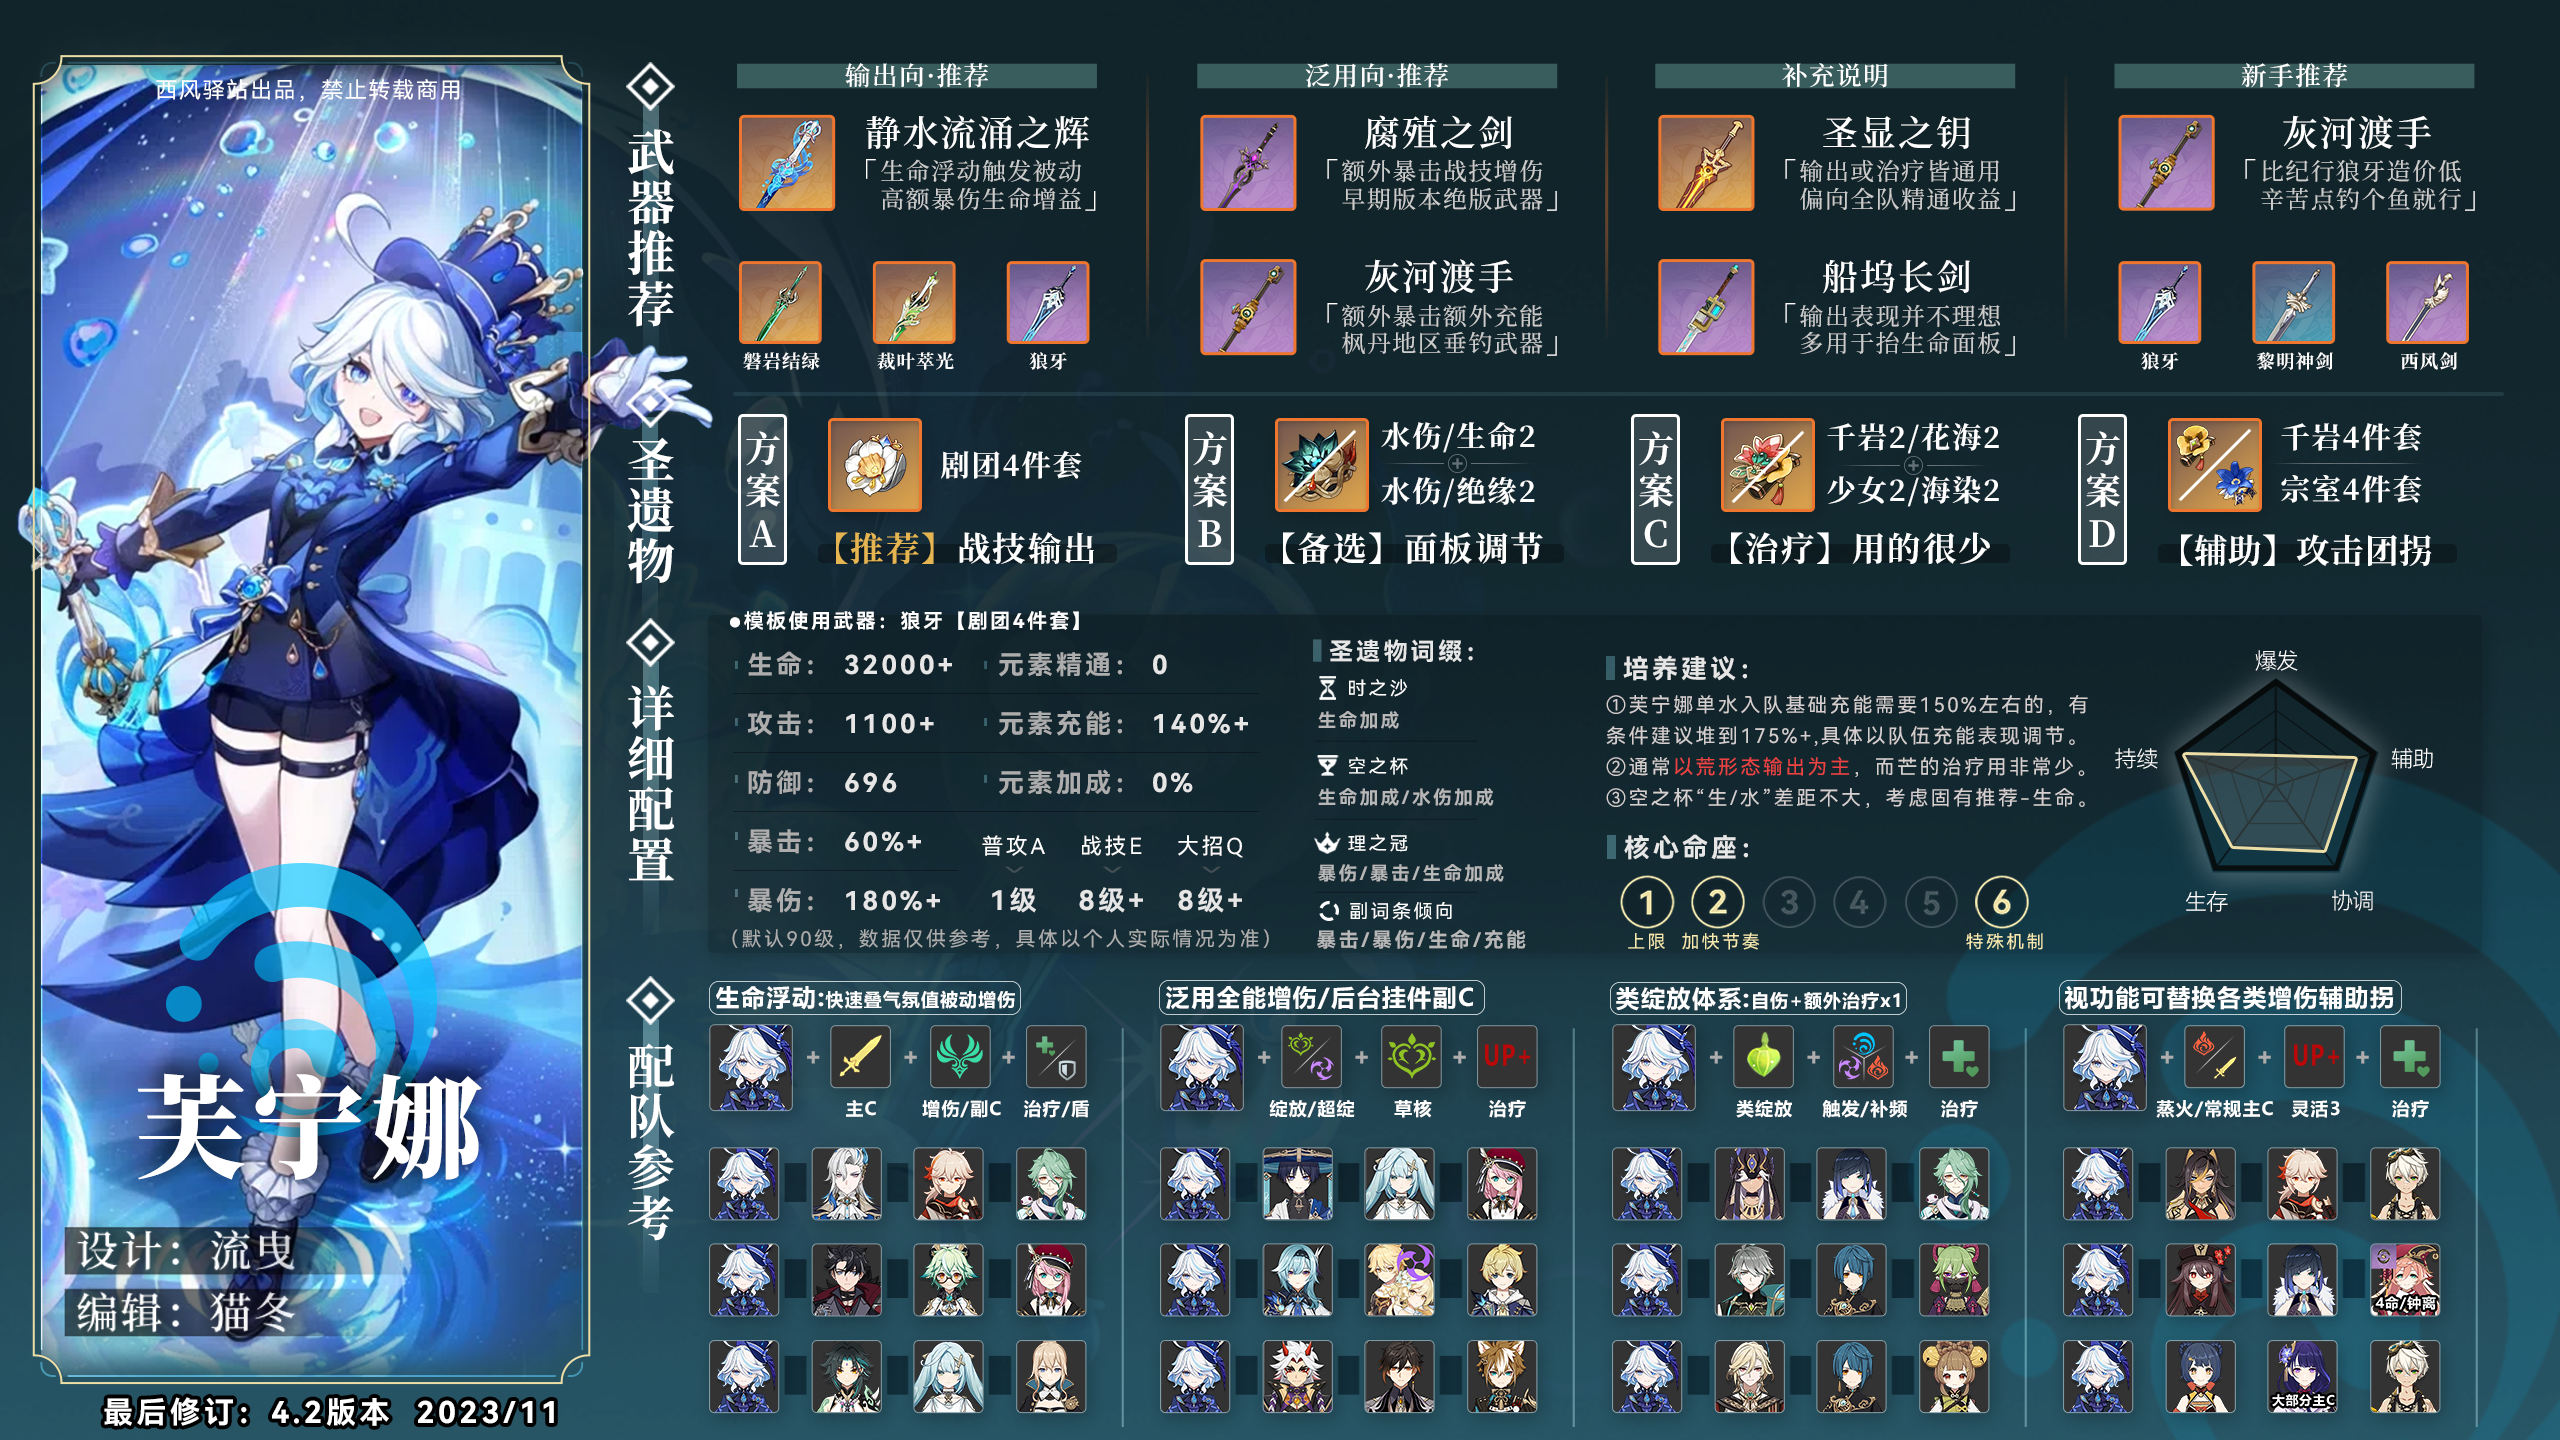 西风驿站出品，禁止转载商用
芙宁娜
设计：流曳
编辑：猫冬
最后修订：4.2版本 2023/11
武器推荐
输出向·推荐
静水流涌之辉
「生命浮动触发被动
高额暴伤生命增益」
磐岩结绿
裁叶萃光
狼牙
泛用向·推荐
腐殖之剑
「额外暴击战技增伤
早期版本绝版武器」
灰河渡手
「额外暴击额外充能
枫丹地区垂钓武器」
补充说明
圣显之钥
「输出或治疗皆通用
偏向全队精通收益」
船坞长剑
「输出表现并不理想
多用于抬生命面板」
新手推荐
灰河渡手
「比纪行狼牙造价低
辛苦点钓个鱼就行」
狼牙
黎明神剑
西风剑
圣遗物
方案A
剧团4件套
【推荐】战技输出
方案B
水伤/生命2
水伤/绝缘2
【备选】面板调节
方案C
千岩2/花海2
少女2/海染2
【治疗】用的很少
方案D
千岩4件套
宗室4件套
【辅助】攻击团拐
详细配置
●模板使用武器：狼牙【剧团4件套】
生命： 32000+ 元素精通： 0
攻击： 1100+ 元素充能： 140%+
防御： 696 元素加成： 0%
暴击： 60%+ 普攻A 战技E 大招Q
暴伤： 180%+ 1级 8级+ 8级+
（默认90级，数据仅供参考，具体以个人实际情况为准）
圣遗物词缀：
时之沙
生命加成
空之杯
生命加成/水伤加成
理之冠
暴伤/暴击/生命加成
副词条倾向
暴击/暴伤/生命/充能
培养建议：
①芙宁娜单水入队基础充能需要150%左右的，有
条件建议堆到175%+,具体以队伍充能表现调节。
②通常以荒形态输出为主，而芒的治疗用非常少。
③空之杯“生/水”差距不大，考虑固有推荐-生命。
核心命座：
1 2 3 4 5 6
上限 加快节奏 特殊机制
爆发
辅助
协调
生存
持续
配队参考
生命浮动:快速叠气氛值被动增伤
+ + +
主C 增伤/副C 治疗/盾
泛用全能增伤/后台挂件副C
+ + + UP+
绽放/超绽 草核 治疗
类绽放体系:自伤+额外治疗x1
+ + +
类绽放 触发/补频 治疗
视功能可替换各类增伤辅助拐
+ + UP+ +
蒸火/常规主C 灵活3 治疗
4命/钟离
大部分主C